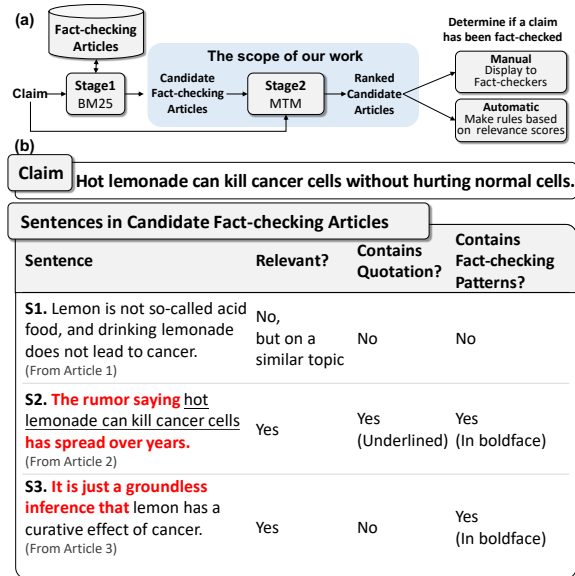 (a)
Fact-checking
Articles
Determine if a claim
has been fact-checked
The scope of our work
Claim
Stage1
BM25
Candidate
Fact-checking
Articles
Stage2
MTM
Ranked
Candidate
Articles
Manual
Display to
Fact-checkers
Automatic
Make rules based
on relevance scores
(b)
Claim
Hot lemonade can kill cancer cells without hurting normal cells.
Sentences in Candidate Fact-checking Articles
Sentence
Relevant?
Contains
Quotation?
Contains
Fact-checking
Patterns?
S1. Lemon is not so-called acid
food, and drinking lemonade
does not lead to cancer.
(From Article 1)
No,
but on a
similar topic
No
No
S2. The rumor saying hot
lemonade can kill cancer cells
has spread over years.
(From Article 2)
Yes
Yes
(Underlined)
Yes
(In boldface)
S3. It is just a groundless
inference that lemon has a
curative effect of cancer.
(From Article 3)
Yes
No
Yes
(In boldface)